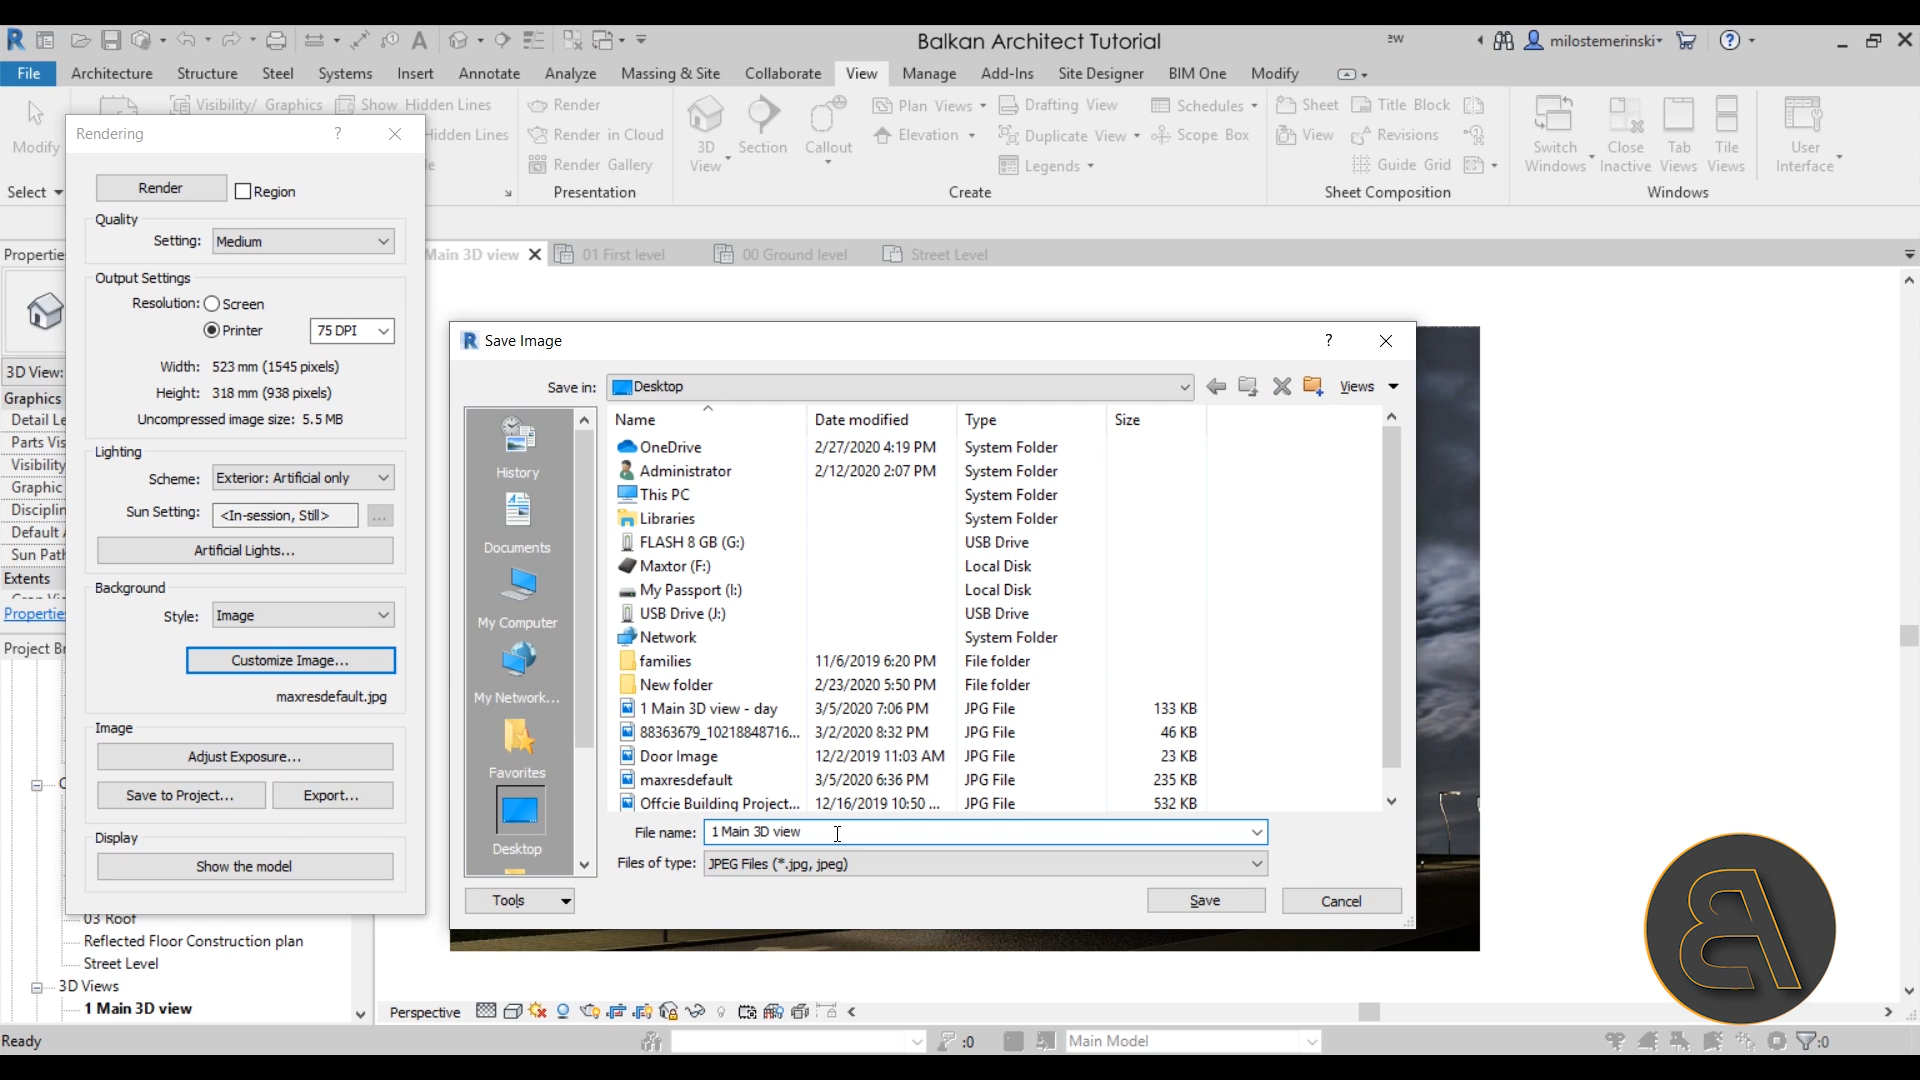 Balkan Architect Tutorial
milostemerinski
File Architecture Structure Steel Systems Insert Annotate Analyze Massing & Site Collaborate View Manage Add-Ins Site Designer BIM One Modify
Visibility/ Graphics Show Hidden Lines Render Plan Views Drafting View Schedules Sheet Title Block
Hidden Lines Render in Cloud Elevation Duplicate View Scope Box View Revisions
Modify 3D View Section Callout Render Gallery Legends Guide Grid Switch Windows Close Inactive Tab Views Tile Views User Interface
Select Presentation Create Sheet Composition Windows
Rendering
?
Render Region
Quality
Setting: Medium
Output Settings
Resolution: Screen
Printer 75 DPI
Width: 523 mm (1545 pixels)
Height: 318 mm (938 pixels)
Uncompressed image size: 5.5 MB
Lighting
Scheme: Exterior: Artificial only
Sun Setting: <In-session, Still> ...
Artificial Lights...
Background
Style: Image
Customize Image...
maxresdefault.jpg
Image
Adjust Exposure...
Save to Project... Export...
Display
Show the model
Main 3D view 01 First level 00 Ground level Street Level
3D View:
Graphics
Extents
03 Roof
Reflected Floor Construction plan
Street Level
3D Views
1 Main 3D view
Save Image
?
Save in: Desktop Views
History
Documents
My Computer
My Network...
Favorites
Desktop
Name Date modified Type Size
OneDrive 2/27/2020 4:19 PM System Folder
Administrator 2/12/2020 2:07 PM System Folder
This PC System Folder
Libraries System Folder
FLASH 8 GB (G:) USB Drive
Maxtor (F:) Local Disk
My Passport (I:) Local Disk
USB Drive (J:) USB Drive
Network System Folder
families 11/6/2019 6:20 PM File folder
New folder 2/23/2020 5:50 PM File folder
1 Main 3D view - day 3/5/2020 7:06 PM JPG File 133 KB
88363679_10218848716... 3/2/2020 8:32 PM JPG File 46 KB
Door Image 12/2/2019 11:03 AM JPG File 23 KB
maxresdefault 3/5/2020 6:36 PM JPG File 235 KB
Offcie Building Project... 12/16/2019 10:50 ... JPG File 532 KB
File name: 1 Main 3D view
Files of type: JPEG Files (*.jpg, jpeg)
Tools Save Cancel
Perspective
Ready :0 Main Model :0